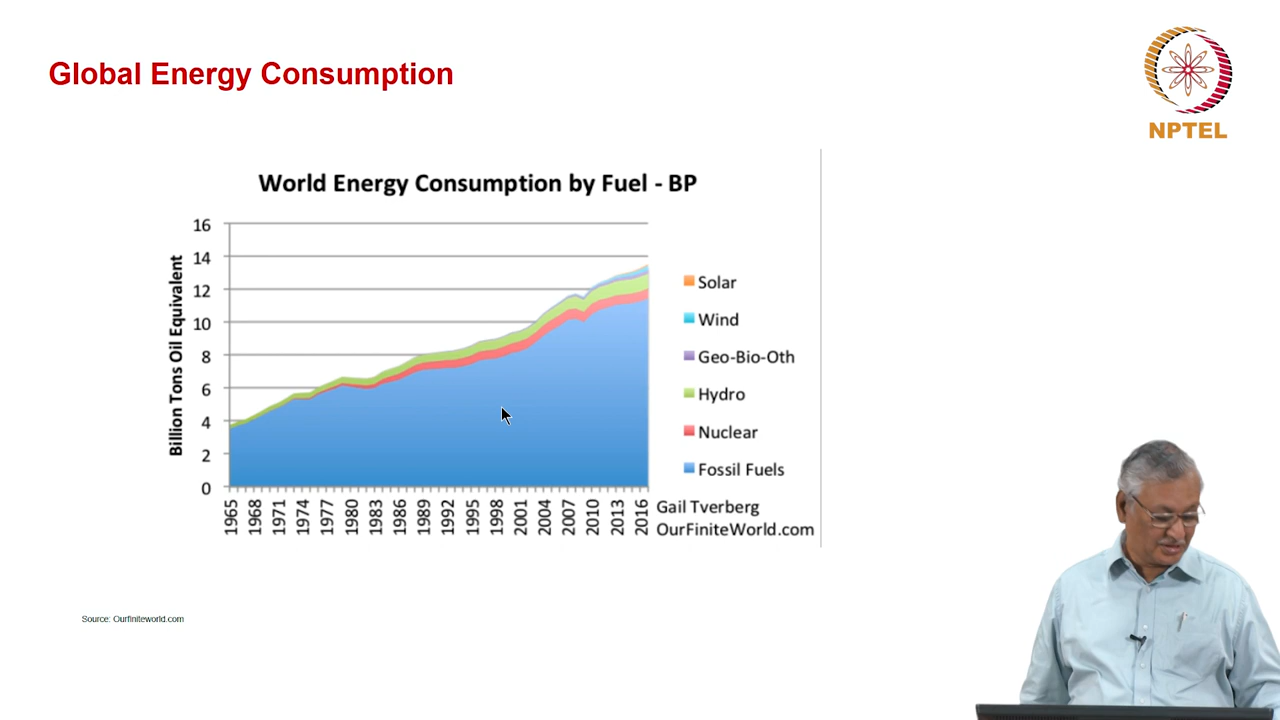 Global Energy Consumption
NPTEL
World Energy Consumption by Fuel - BP
Billion Tons Oil Equivalent
16
14
12
10
8
6
4
2
0
1965
1968
1971
1974
1977
1980
1983
1986
1989
1992
1995
1998
2001
2004
2007
2010
2013
2016
Solar
Wind
Geo-Bio-Oth
Hydro
Nuclear
Fossil Fuels
Gail Tverberg
OurFiniteWorld.com
Source: Ourfiniteworld.com